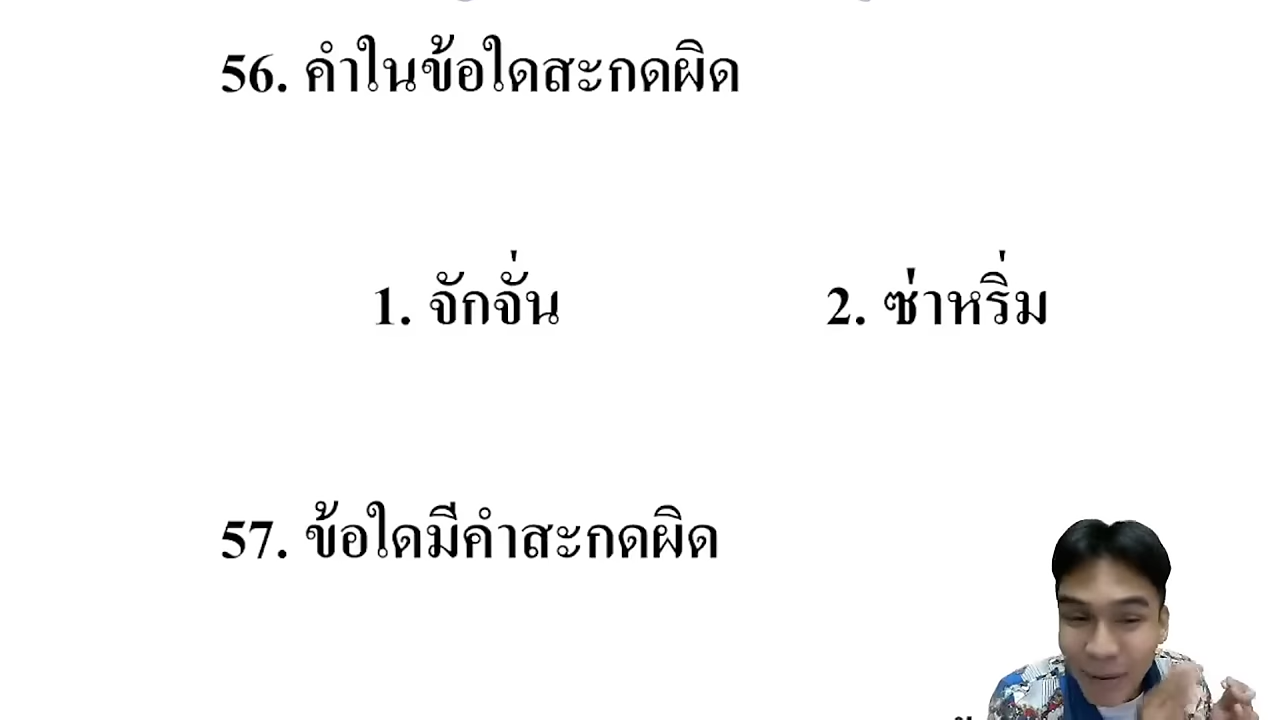 56. คำในข้อใดสะกดผิด
1. จักจั่น 2. ซ่าหริ่ม
57. ข้อใดมีคำสะกดผิด